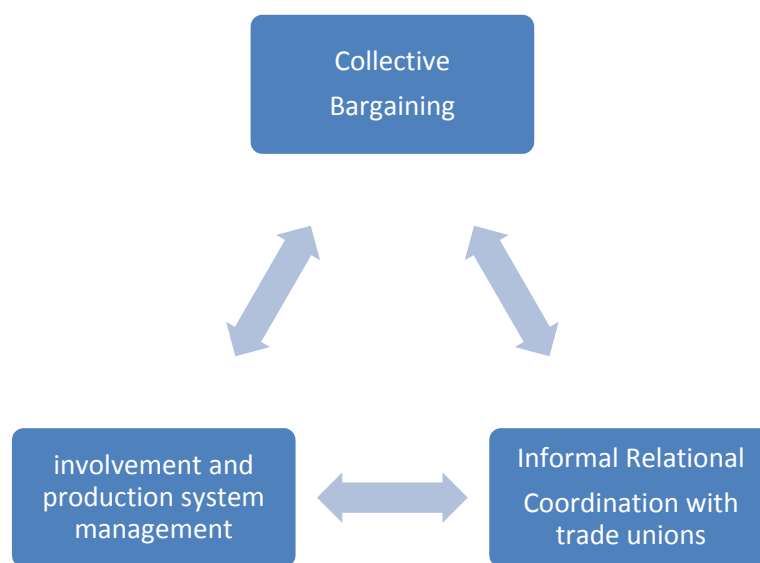 Collective
Bargaining
involvement and
production system
management
Informal Relational
Coordination with
trade unions